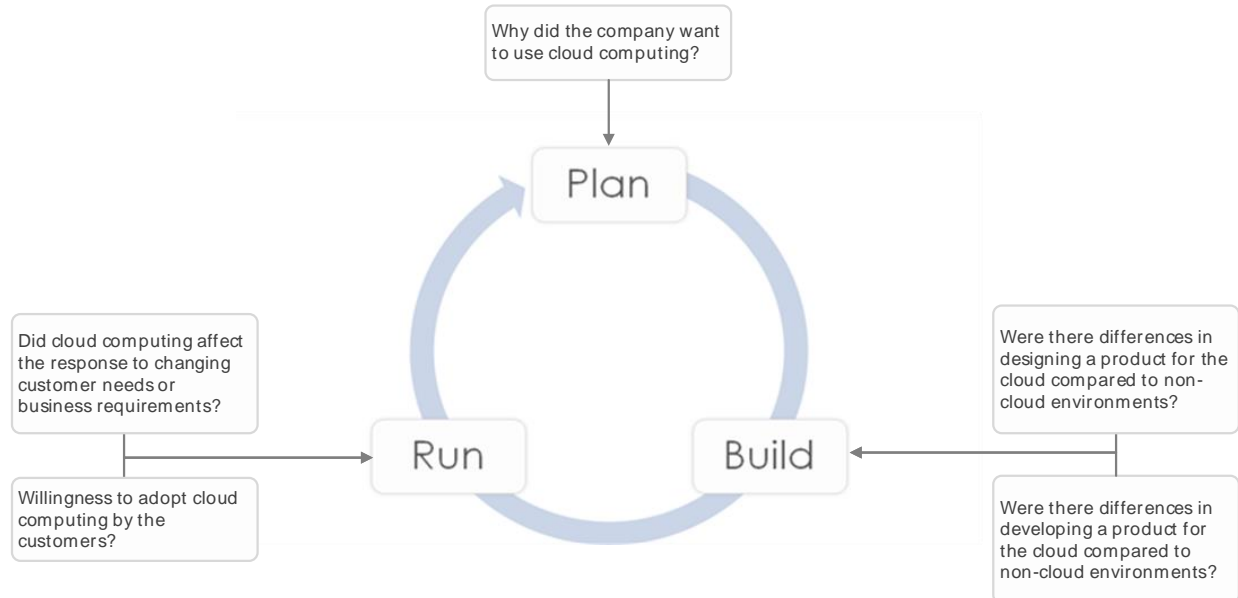 Why did the company want
to use cloud computing?
Plan
Did cloud computing affect
the response to changing
customer needs or
business requirements?
Were there differences in
designing a product for the
cloud compared to non-
cloud environments?
Run
Build
Willingness to adopt cloud
computing by the
customers?
Were there differences in
developing a product for
the cloud compared to
non-cloud environments?